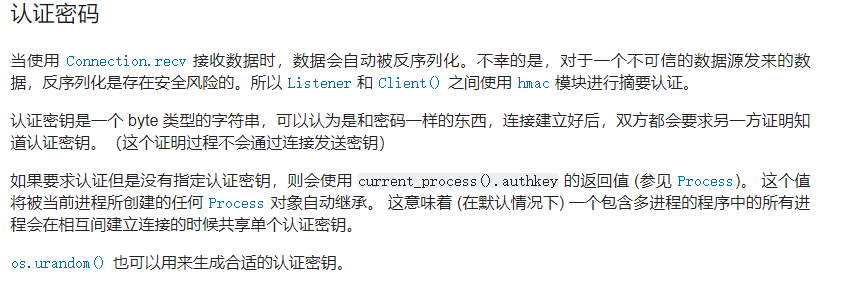 认证密码
当使用 Connection.recv 接收数据时，数据会自动被反序列化。不幸的是，对于一个不可信的数据源发来的数
据，反序列化是存在安全风险的。所以 Listener 和 Client() 之间使用 hmac 模块进行摘要认证。
认证密钥是一个 byte 类型的字符串，可以认为是和密码一样的东西，连接建立好后，双方都会要求另一方证明知
道认证密钥。（这个证明过程不会通过连接发送密钥）
如果要求认证但是没有指定认证密钥，则会使用 current_process().authkey 的返回值 (参见 Process)。 这个值
将被当前进程所创建的任何 Process 对象自动继承。 这意味着 (在默认情况下) 一个包含多进程的程序中的所有进
程会在相互间建立连接的时候共享单个认证密钥。
os.urandom() 也可以用来生成合适的认证密钥。